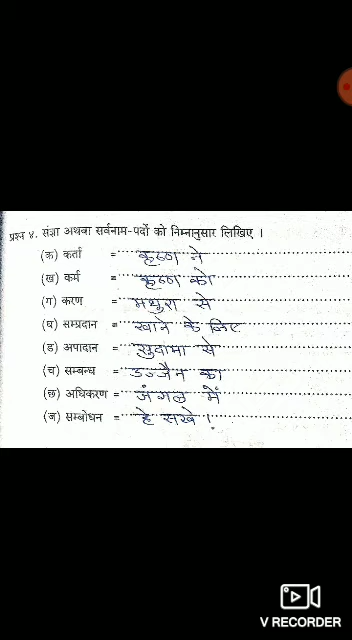 प्रश्न ४. संज्ञा अथवा सर्वनाम-पदों को निम्नानुसार लिखिए ।
(क) कर्ता = कृष्ण ने
(ख) कर्म = कृष्ण को
(ग) करण = मथुरा से
(घ) सम्प्रदान = खाने के लिए
(ङ) अपादान = सुदामा से
(च) सम्बन्ध = उज्जैन का
(छ) अधिकरण = जंगल में
(ज) सम्बोधन = हे सखे !
V RECORDER